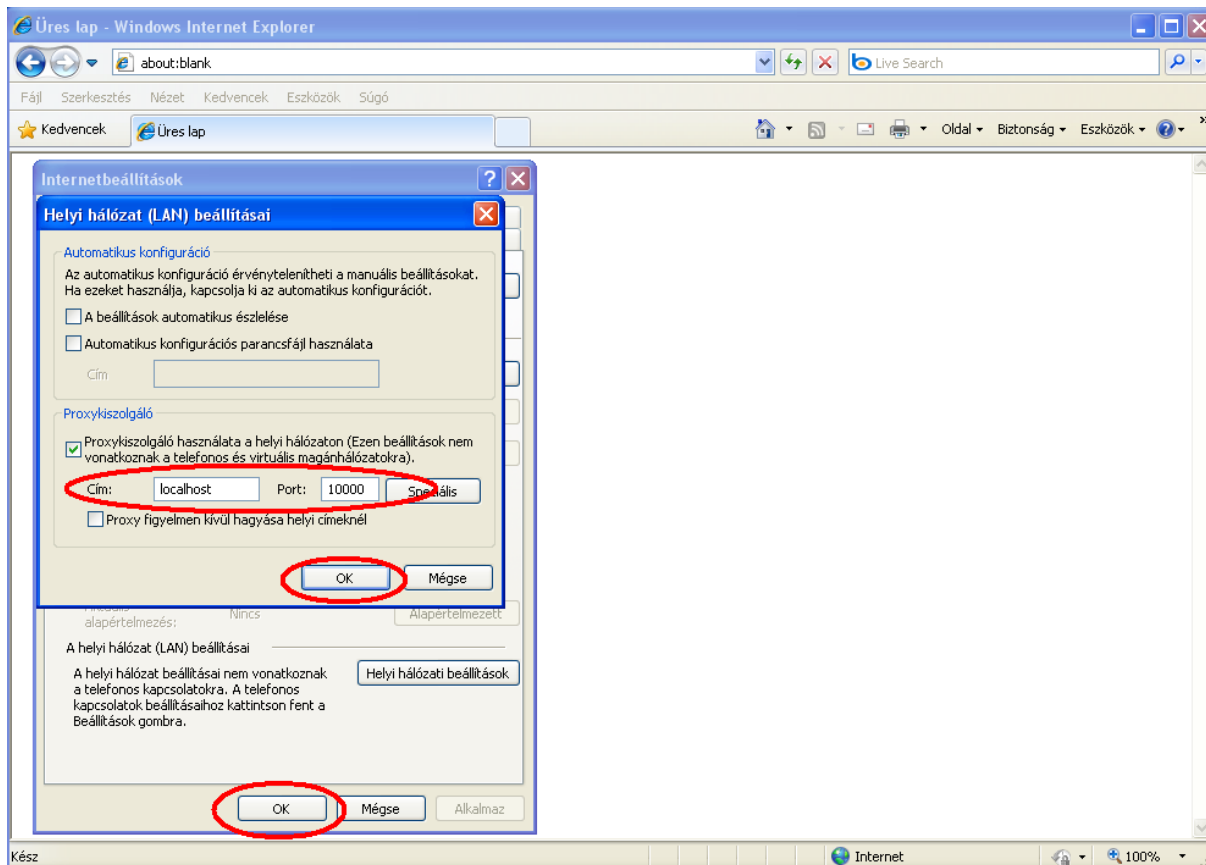 Üres lap - Windows Internet Explorer
about:blank
Live Search
Fájl Szerkesztés Nézet Kedvencek Eszközök Súgó
Kedvencek
Üres lap
Oldal
Biztonság
Eszközök
»
Internetbeállítások
Helyi hálózat (LAN) beállításai
Automatikus konfiguráció
Az automatikus konfiguráció érvénytelenítheti a manuális beállításokat.
Ha ezeket használja, kapcsolja ki az automatikus konfigurációt.
A beállítások automatikus észlelése
Automatikus konfigurációs parancsfájl használata
Cím
Proxykiszolgáló
Proxykiszolgáló használata a helyi hálózaton (Ezen beállítások nem
vonatkoznak a telefonos és virtuális magánhálózatokra).
Cím: localhost Port: 10000 Speciális
Proxy figyelmen kívül hagyása helyi címeknél
OK Mégse
alapértelmezés: Nincs Alapértelmezett
A helyi hálózat (LAN) beállításai
A helyi hálózat beállításai nem vonatkoznak
a telefonos kapcsolatokra. A telefonos
kapcsolatok beállításaihoz kattintson fent a
Beállítások gombra.
Helyi hálózati beállítások
OK Mégse Alkalmaz
Kész
Internet
100%